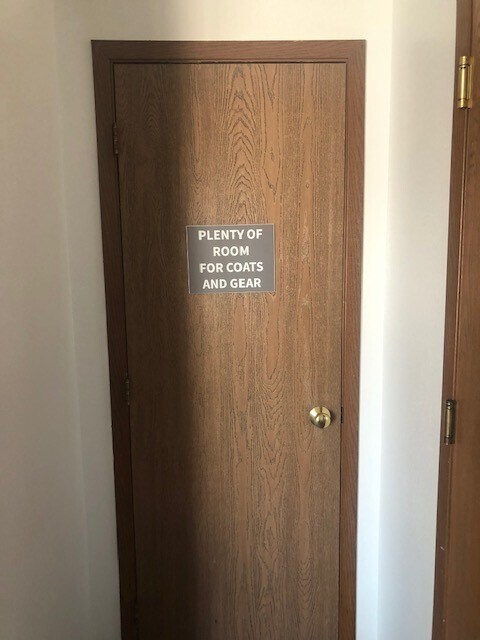 PLENTY OF
ROOM
FOR COATS
AND GEAR